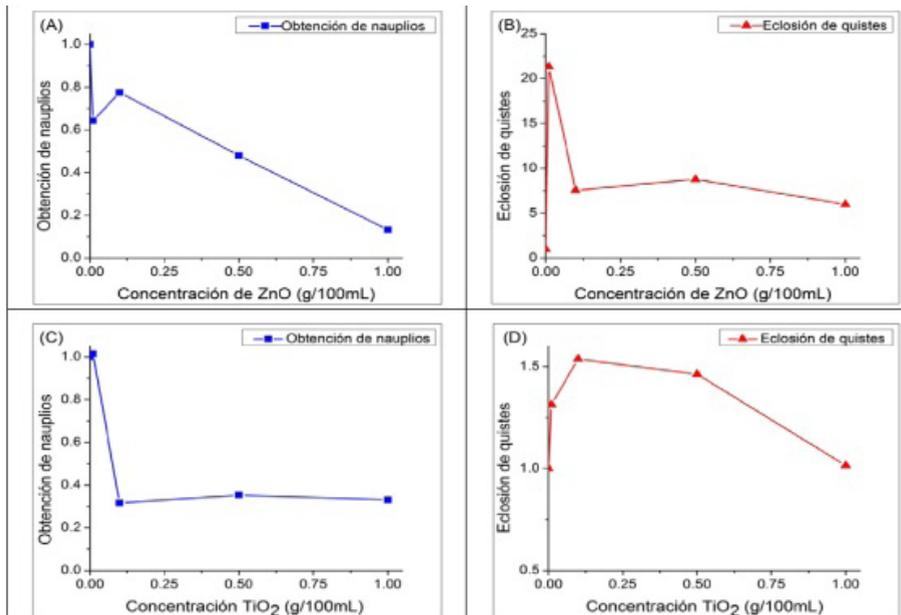 (A)
Obtención de nauplios
1.0
0.8
0.6
0.4
0.2
0.0
Obtención de nauplios
0.00 0.25 0.50 0.75 1.00
Concentración de ZnO (g/100mL)
(B)
Eclosión de quistes
25
20
15
10
5
0
Eclosión de quistes
0.00 0.25 0.50 0.75 1.00
Concentración de ZnO (g/100mL)
(C)
Obtención de nauplios
1.0
0.8
0.6
0.4
0.2
0.0
Obtención de nauplios
0.00 0.25 0.50 0.75 1.00
Concentración TiO2 (g/100mL)
(D)
Eclosión de quistes
1.5
1.0
0.5
Eclosión de quistes
0.00 0.25 0.50 0.75 1.00
Concentración TiO2 (g/100mL)